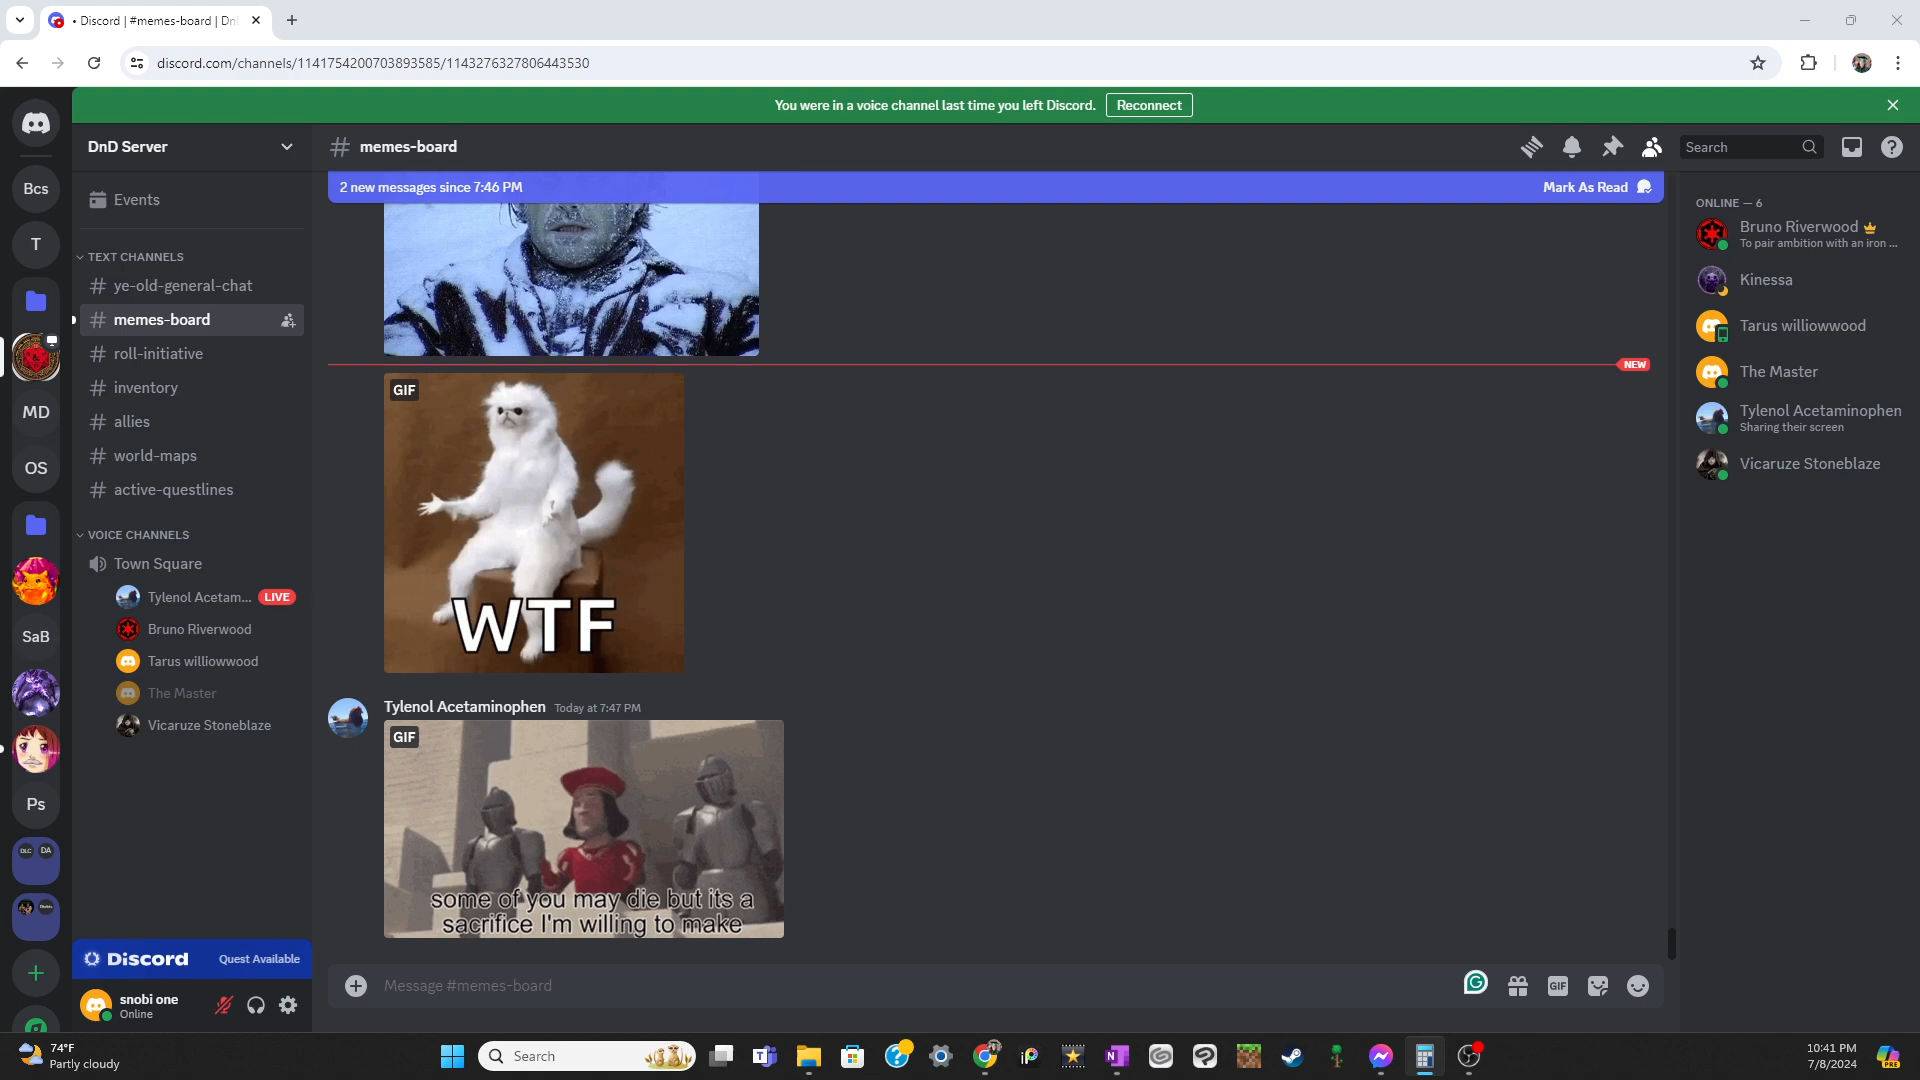 • Discord | #memes-board | Dn
discord.com/channels/1141754200703893585/1143276327806443530
You were in a voice channel last time you left Discord.
Reconnect
DnD Server
memes-board
Search
Bcs
T
MD
OS
SaB
Ps
DLC DA
Events
TEXT CHANNELS
ye-old-general-chat
memes-board
roll-initiative
inventory
allies
world-maps
active-questlines
VOICE CHANNELS
Town Square
Tylenol Acetam... LIVE
Bruno Riverwood
Tarus williowwood
The Master
Vicaruze Stoneblaze
Discord Quest Available
snobi one
Online
2 new messages since 7:46 PM
Mark As Read
NEW
GIF
WTF
Tylenol Acetaminophen Today at 7:47 PM
GIF
some of you may die but its a
sacrifice I'm willing to make
Message #memes-board
GIF
ONLINE — 6
Bruno Riverwood
To pair ambition with an iron ...
Kinessa
Tarus williowwood
The Master
Tylenol Acetaminophen
Sharing their screen
Vicaruze Stoneblaze
74°F
Partly cloudy
Search
10:41 PM
7/8/2024
PRE